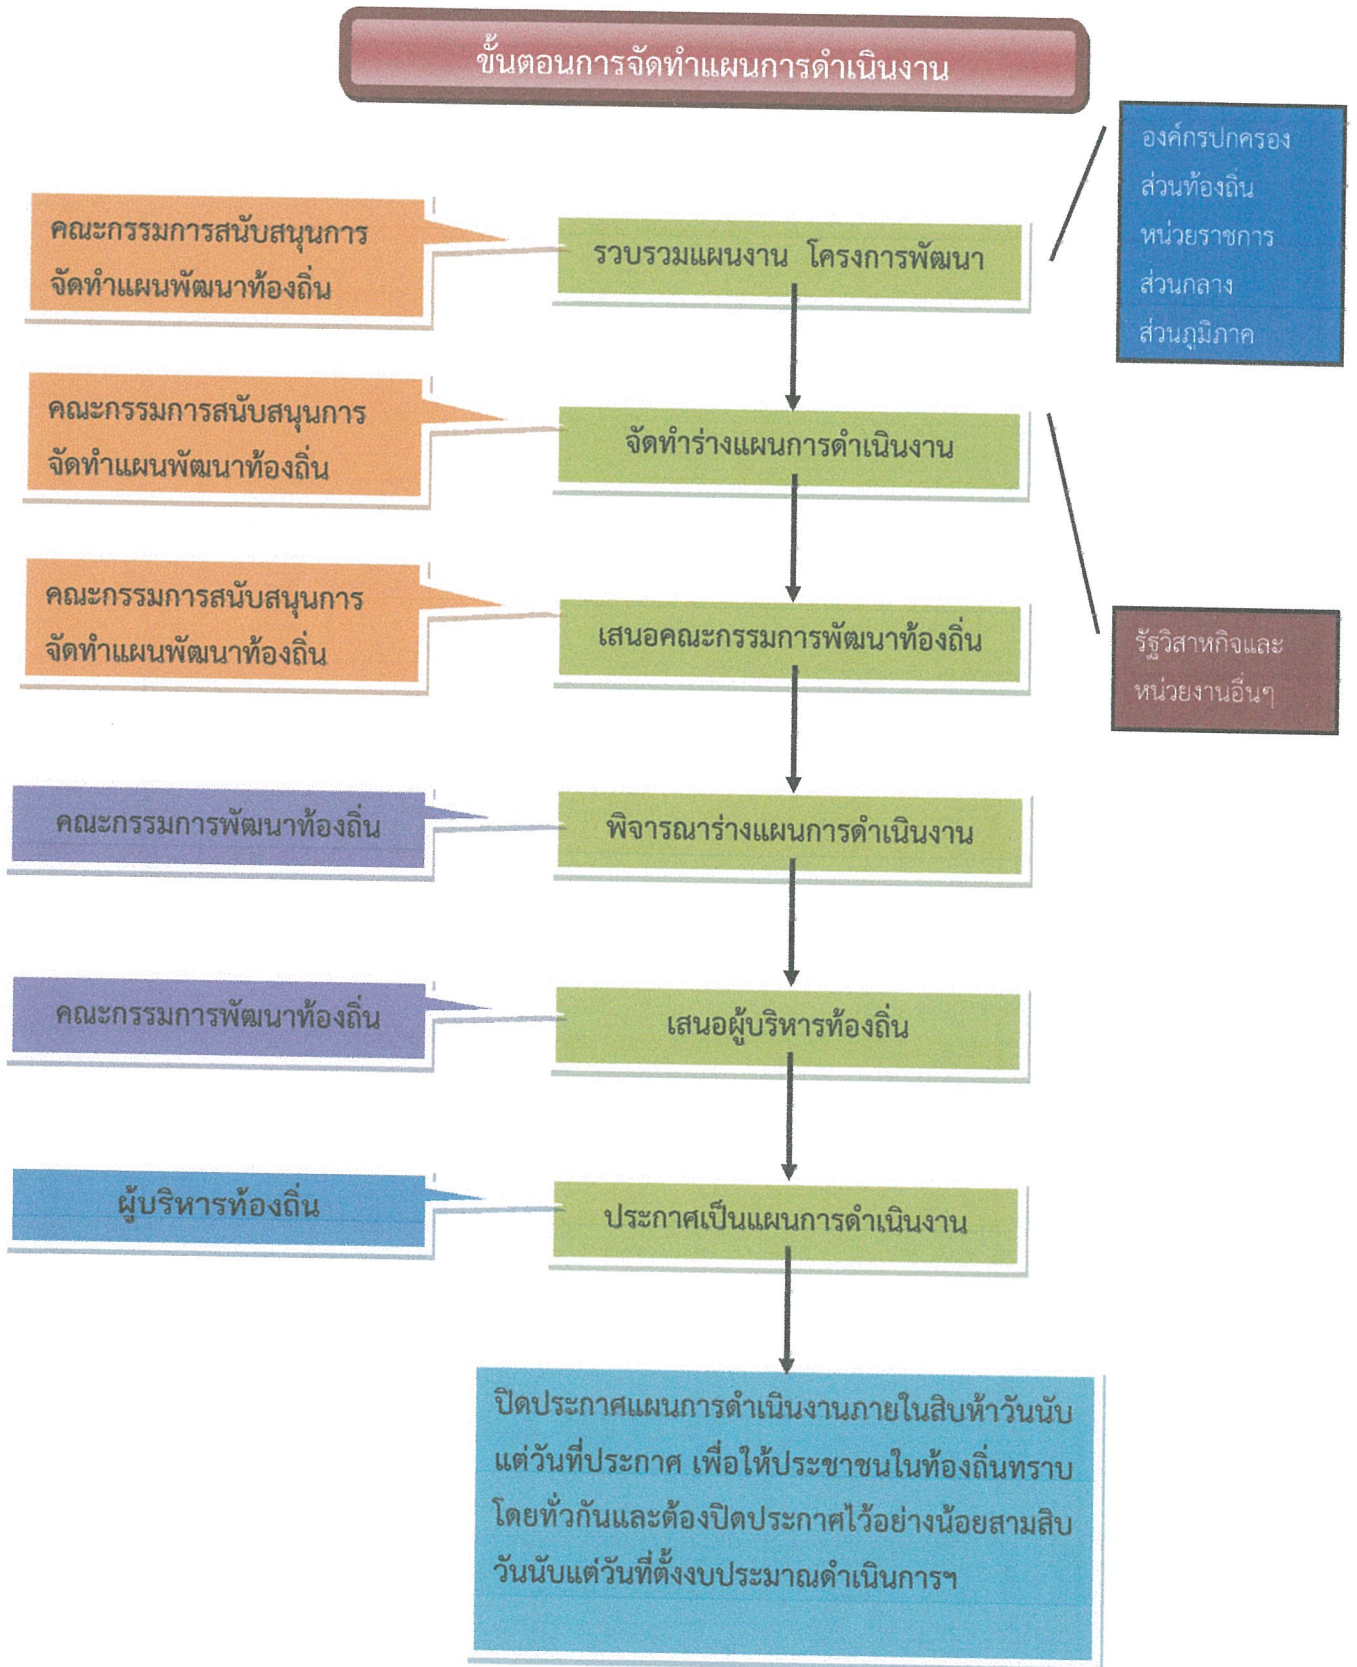 ขั้นตอนการจัดทำแผนการดำเนินงาน
องค์กรปกครอง
ส่วนท้องถิ่น
หน่วยราชการ
ส่วนกลาง
ส่วนภูมิภาค
คณะกรรมการสนับสนุนการ
จัดทำแผนพัฒนาท้องถิ่น
รวบรวมแผนงาน โครงการพัฒนา
คณะกรรมการสนับสนุนการ
จัดทำแผนพัฒนาท้องถิ่น
จัดทำร่างแผนการดำเนินงาน
คณะกรรมการสนับสนุนการ
จัดทำแผนพัฒนาท้องถิ่น
เสนอคณะกรรมการพัฒนาท้องถิ่น
รัฐวิสาหกิจและ
หน่วยงานอื่นๆ
คณะกรรมการพัฒนาท้องถิ่น
พิจารณาร่างแผนการดำเนินงาน
คณะกรรมการพัฒนาท้องถิ่น
เสนอผู้บริหารท้องถิ่น
ผู้บริหารท้องถิ่น
ประกาศเป็นแผนการดำเนินงาน
ปิดประกาศแผนการดำเนินงานภายในสิบห้าวันนับ
แต่วันที่ประกาศ เพื่อให้ประชาชนในท้องถิ่นทราบ
โดยทั่วกันและต้องปิดประกาศไว้อย่างน้อยสามสิบ
วันนับแต่วันที่ตั้งงบประมาณดำเนินการฯ